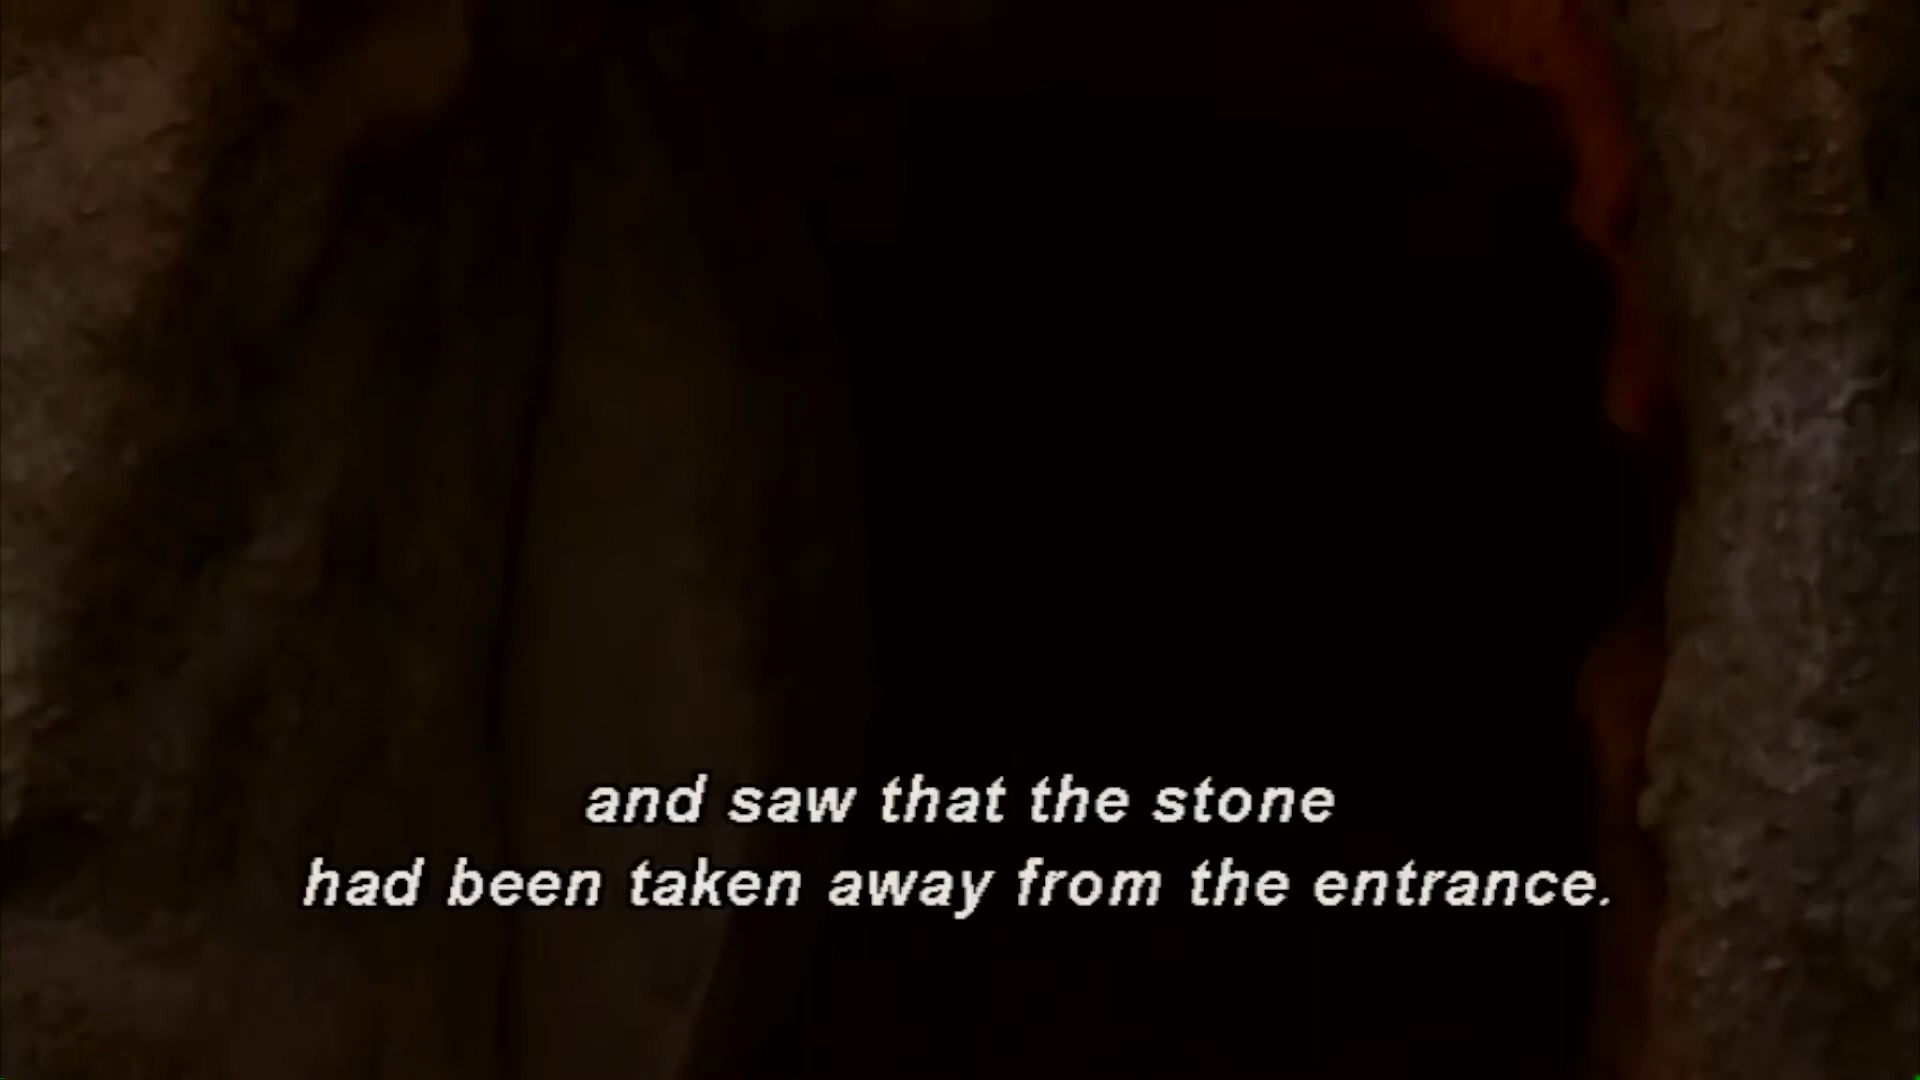 and saw that the stone
had been taken away from the entrance.